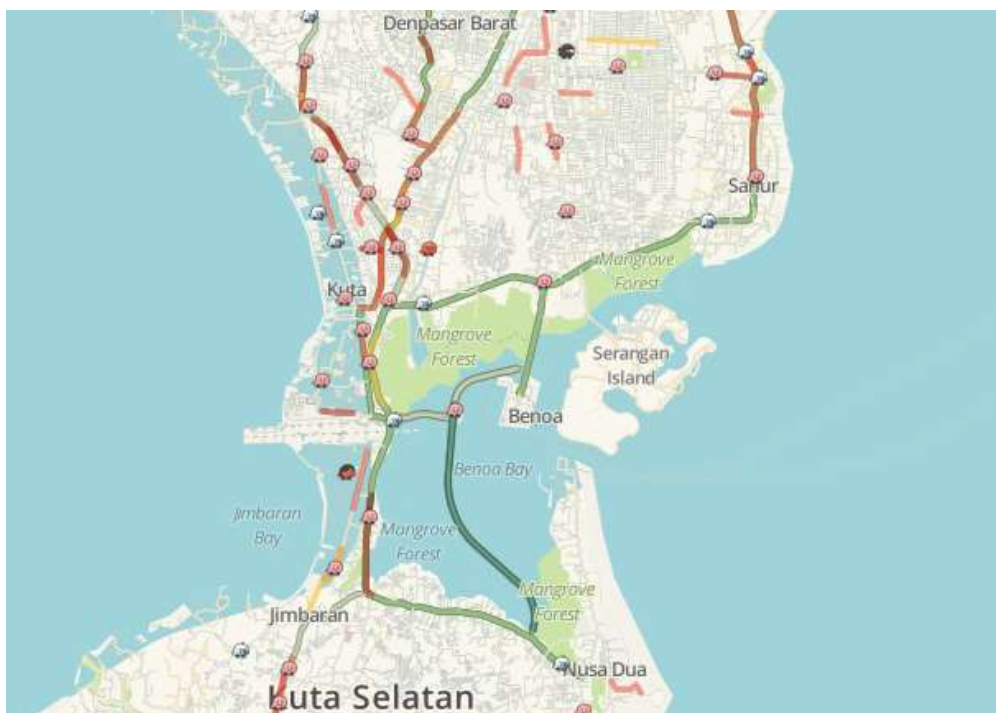 Denpasar Barat
Sanur
Mangrove
Forest
Kuta
Mangrove
Forest
Serangan
Island
Benoa
Benoa Bay
Jimbaran
Bay
Mangrove
Forest
Mangrove
Forest
Jimbaran
Nusa Dua
Kuta Selatan